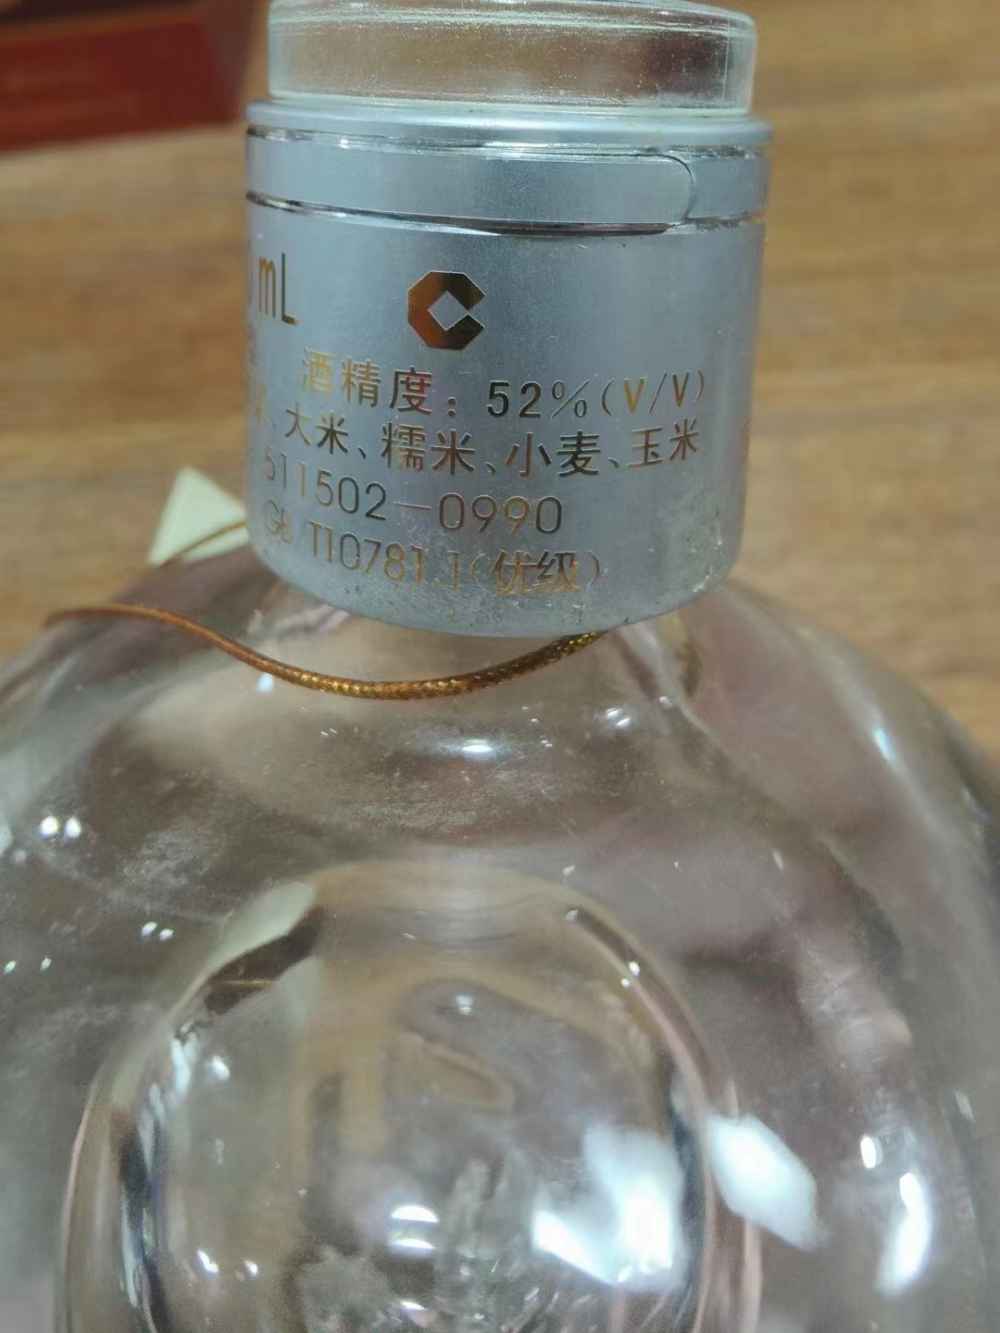 mL
酒精度：52%（V/V）
、大米、糯米、小麦、玉米
511502－0990
GB T10781.1（优级）